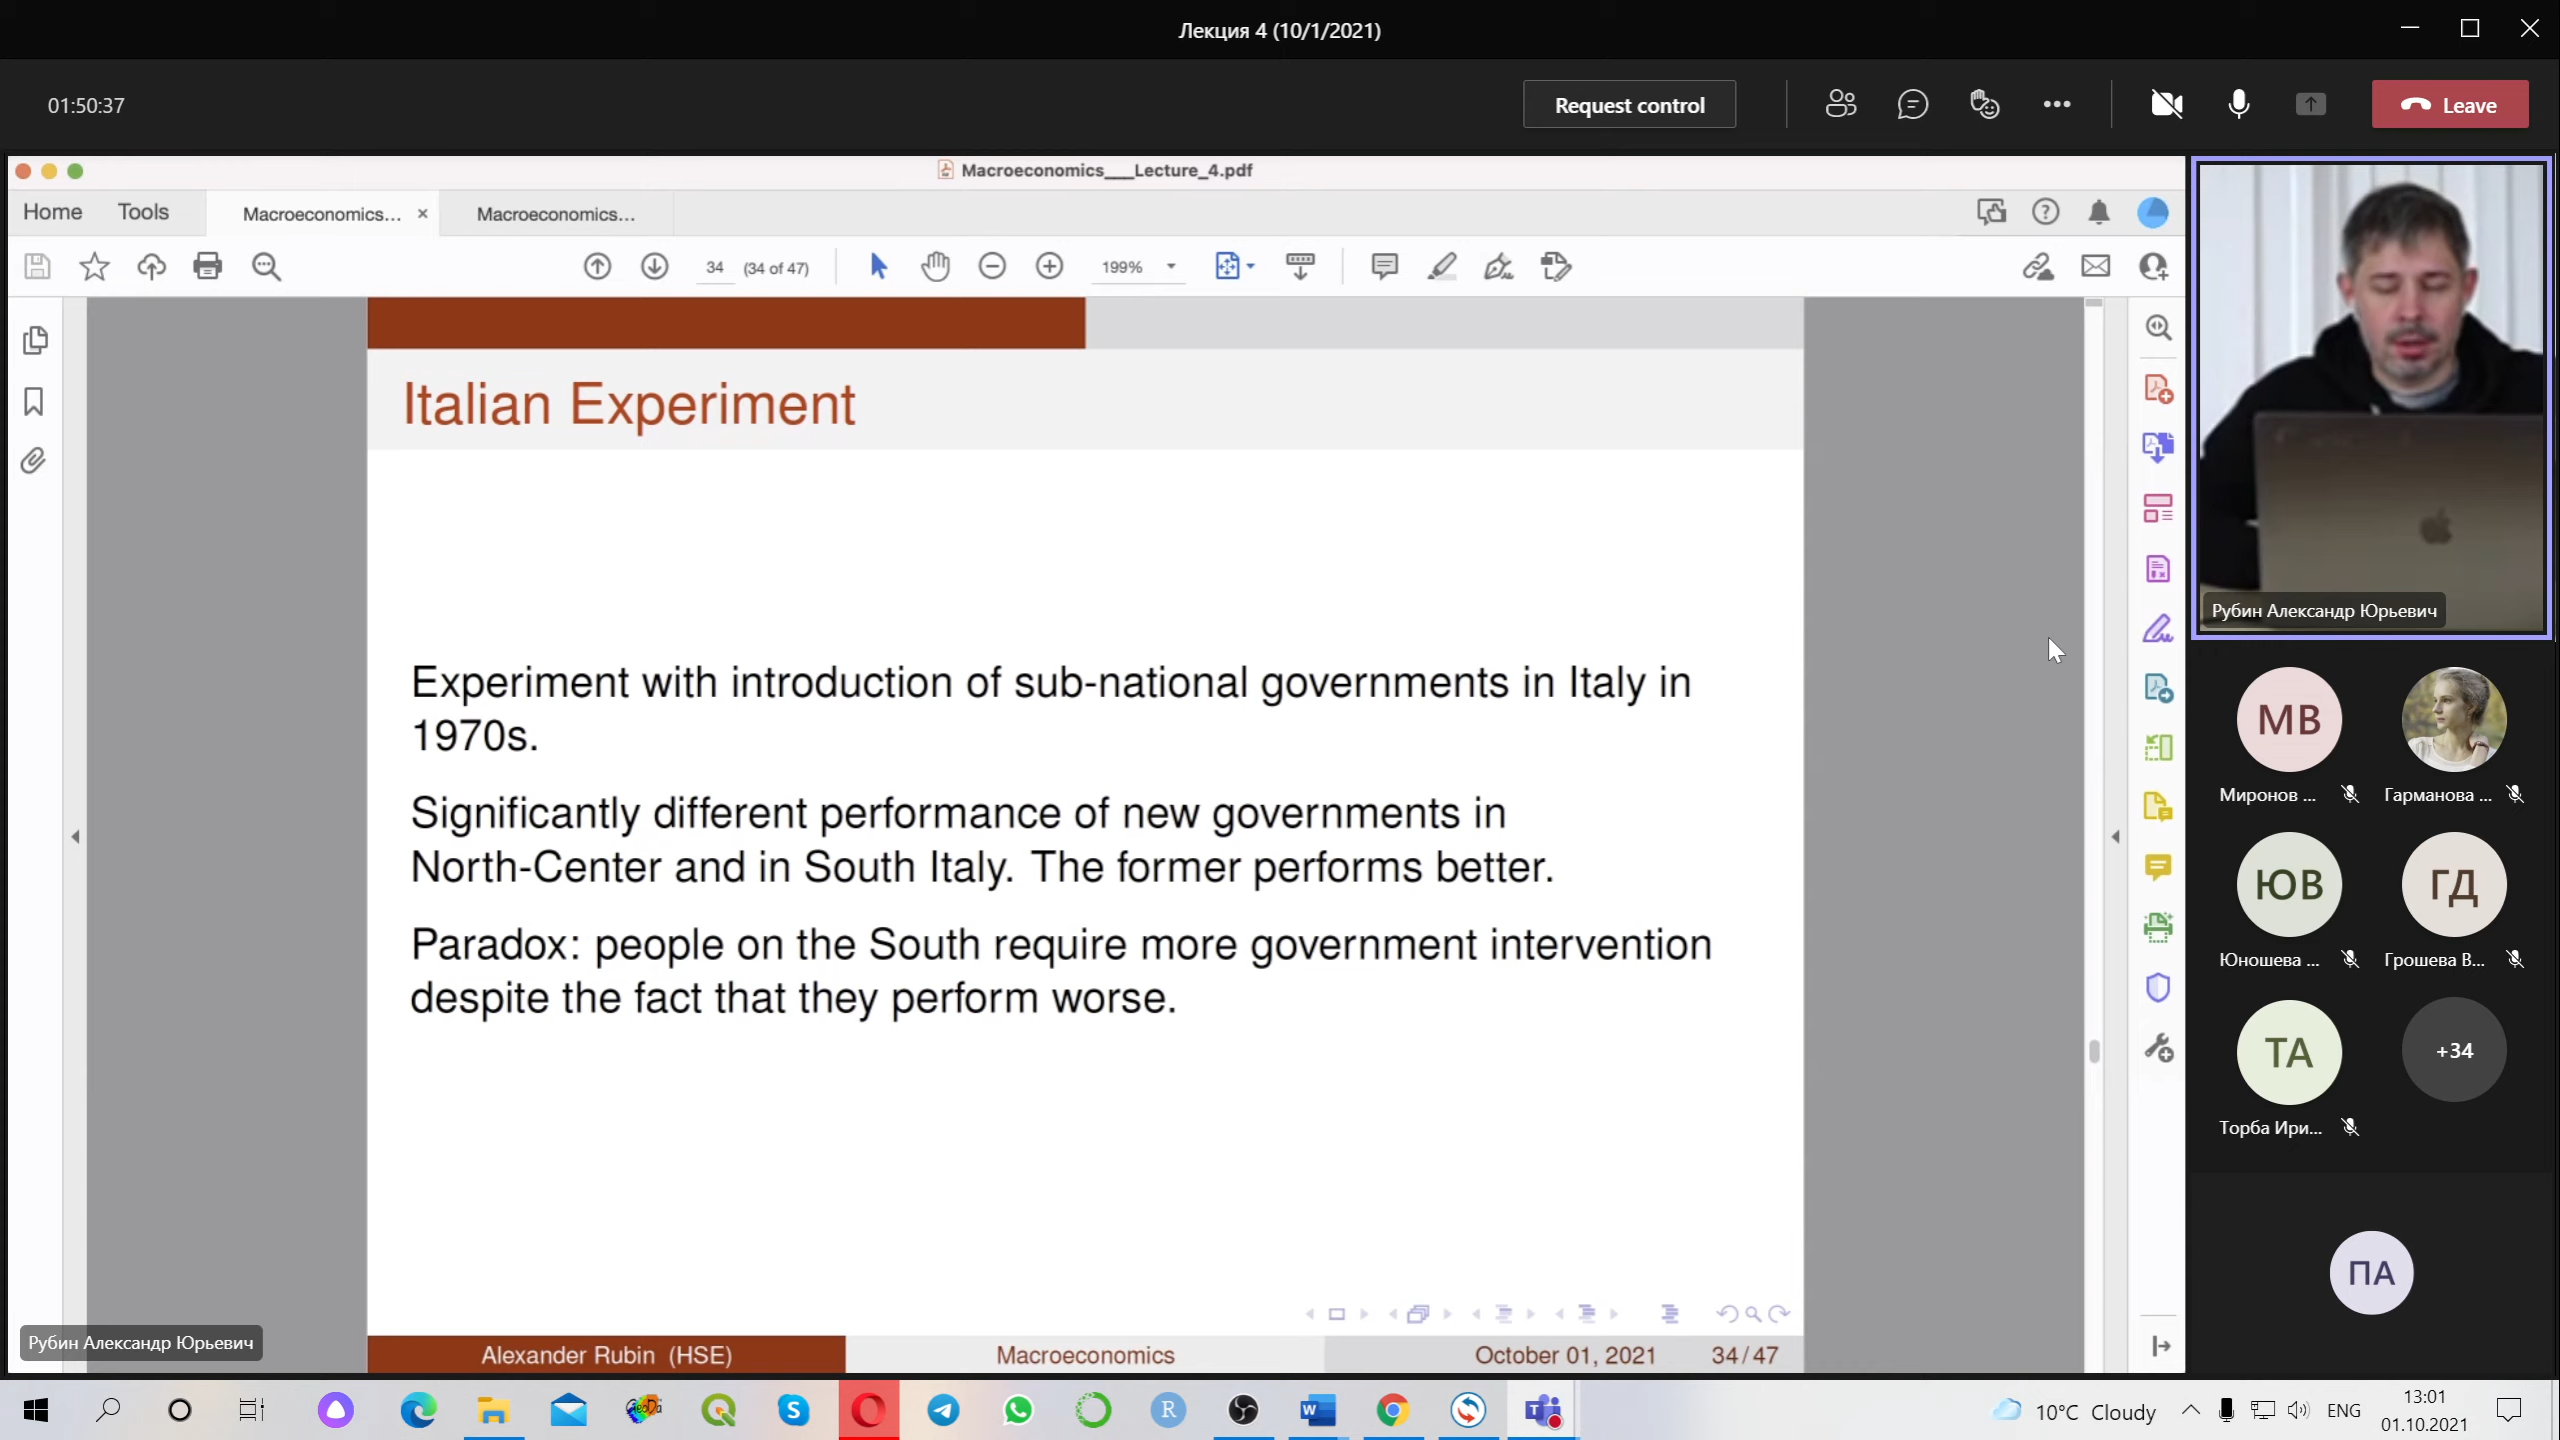 Лекция 4 (10/1/2021)
01:50:37
Request control
Leave
Macroeconomics___Lecture_4.pdf
Home Tools Macroeconomics... × Macroeconomics...
34 (34 of 47) 199%
Italian Experiment
Experiment with introduction of sub-national governments in Italy in
1970s.
Significantly different performance of new governments in
North-Center and in South Italy. The former performs better.
Paradox: people on the South require more government intervention
despite the fact that they perform worse.
Alexander Rubin (HSE) Macroeconomics October 01, 2021 34/47
Рубин Александр Юрьевич
Рубин Александр Юрьевич
МВ
Миронов ... Гарманова ...
ЮВ ГД
Юношева ... Грошева В...
ТА +34
Торба Ири...
ПА
GeoDa
10°C Cloudy ENG 13:01
01.10.2021